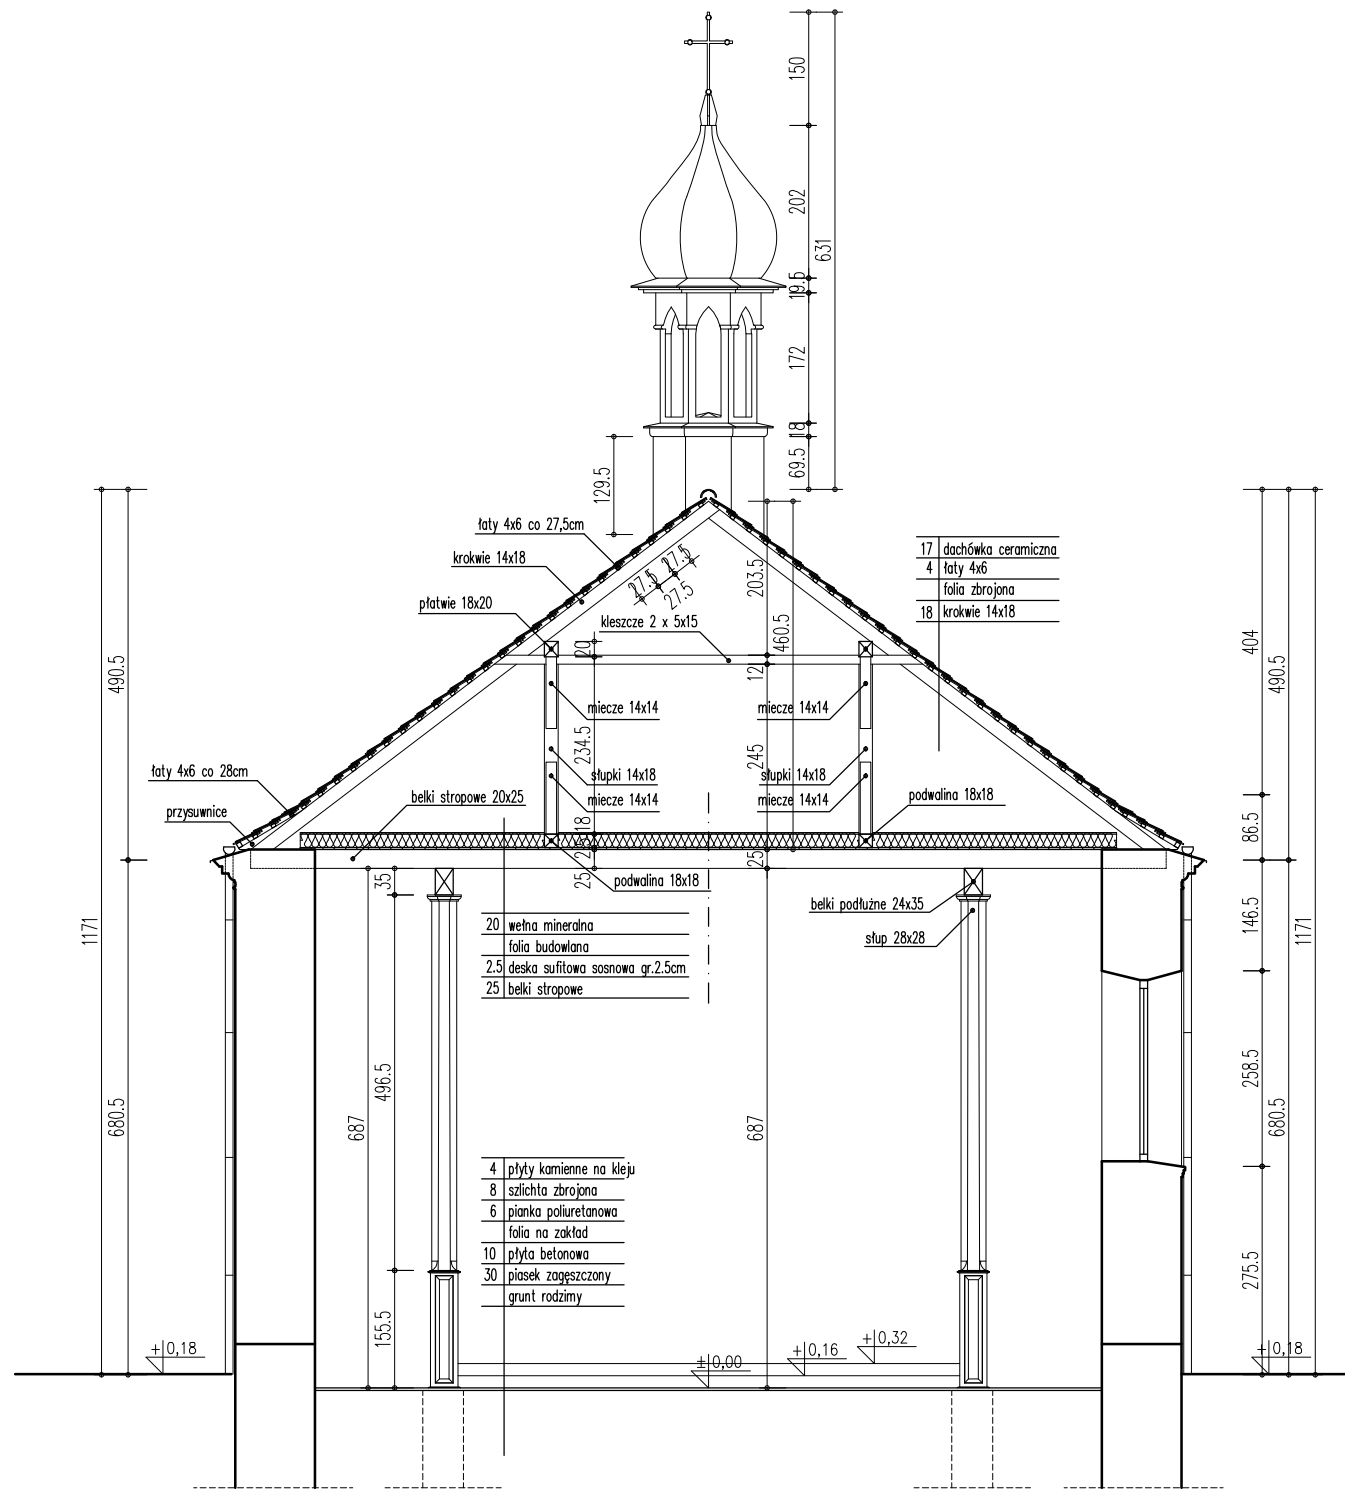 150
202
631
19.5
172
18
69.5
129.5
łaty 4x6 co 27,5cm
krokwie 14x18
płatwie 18x20
27.5
27.5
27.5
kleszcze 2 x 5x15
203.5
460.5
12
20
17 dachówka ceramiczna
4 łaty 4x6
folia zbrojona
18 krokwie 14x18
404
490.5
490.5
miecze 14x14
miecze 14x14
234.5
245
słupki 14x18
słupki 14x18
miecze 14x14
miecze 14x14
łaty 4x6 co 28cm
przysuwnice
belki stropowe 20x25
podwalina 18x18
86.5
18
25
25
podwalina 18x18
35
belki podłużne 24x35
słup 28x28
1171
146.5
1171
20 wełna mineralna
folia budowlana
2.5 deska sufitowa sosnowa gr.2.5cm
25 belki stropowe
680.5
687
496.5
687
258.5
680.5
4 płyty kamienne na kleju
8 szlichta zbrojona
6 pianka poliuretanowa
folia na zakład
10 płyta betonowa
30 piasek zagęszczony
grunt rodzimy
275.5
155.5
+0,18
±0,00
+0,16
+0,32
+0,18